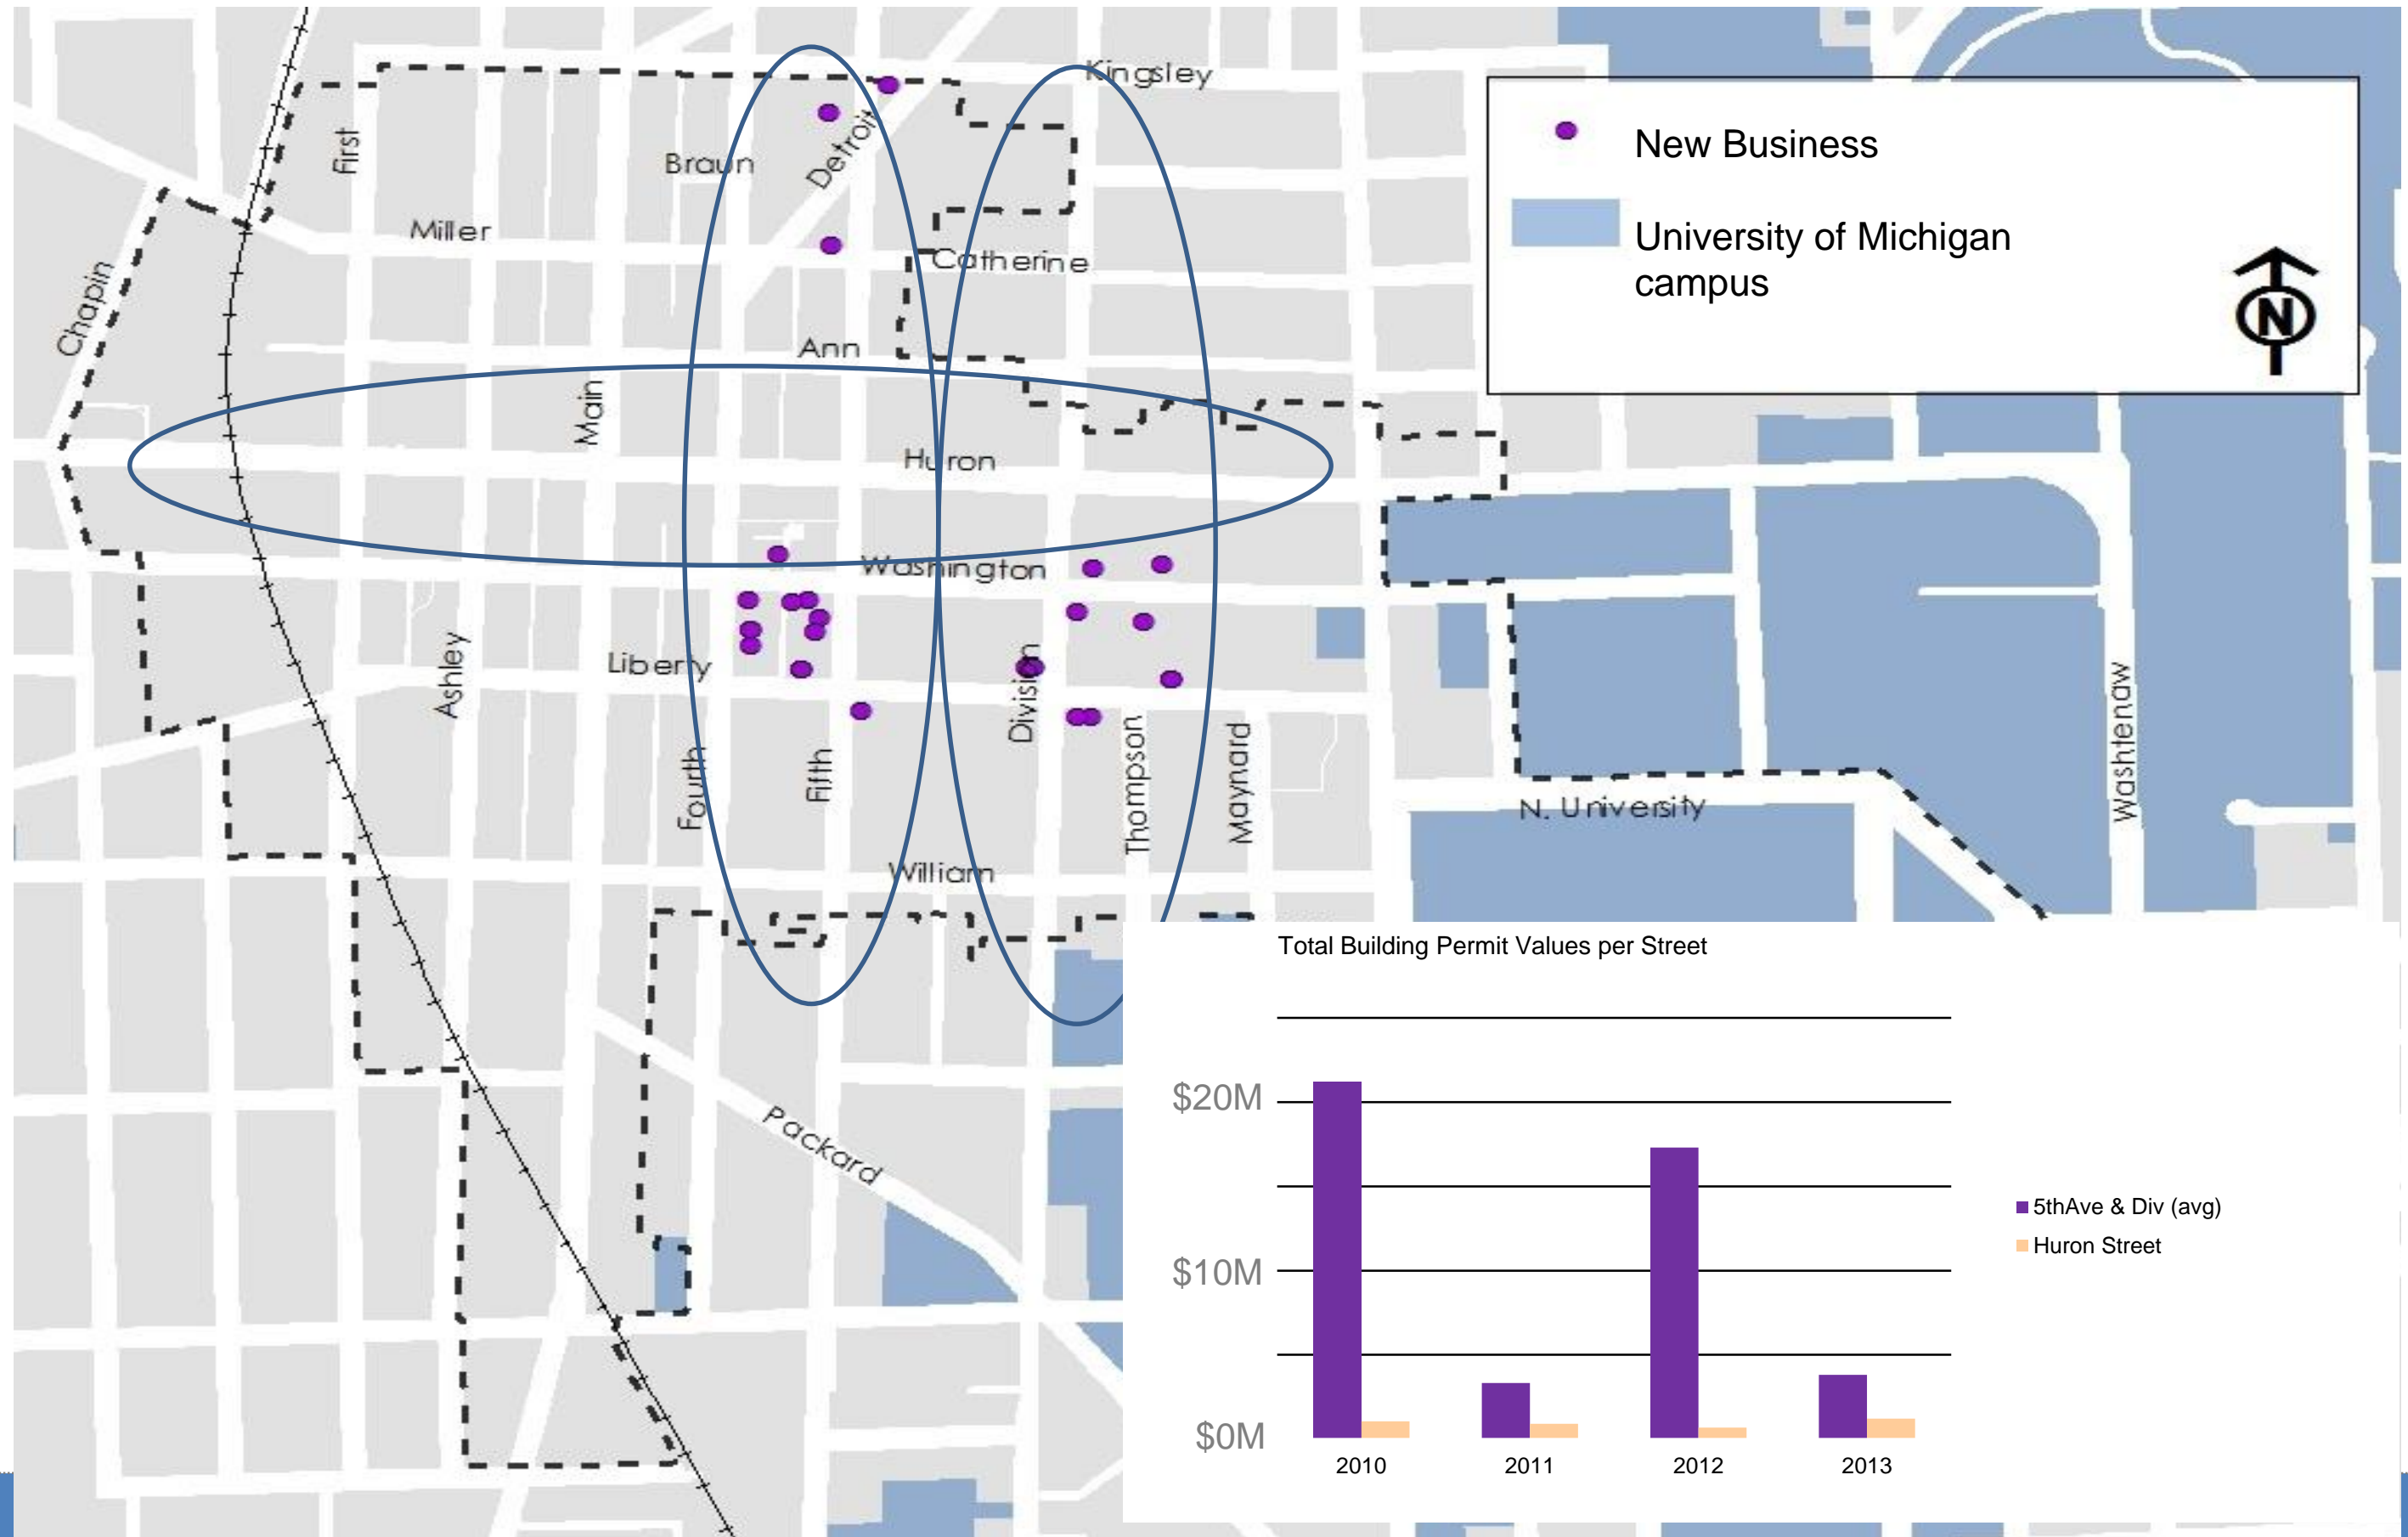 Kingsley
First
Braun
Detroit
Miller
Catherine
Chapin
Ann
Main
Huron
Washington
Ashley
Liberty
Division
Fourth
Fifth
Thompson
Maynard
Washtenaw
N. University
William
Packard
New Business
University of Michigan
campus
N
Total Building Permit Values per Street
$20M
$10M
$0M
2010 2011 2012 2013
5thAve & Div (avg)
Huron Street